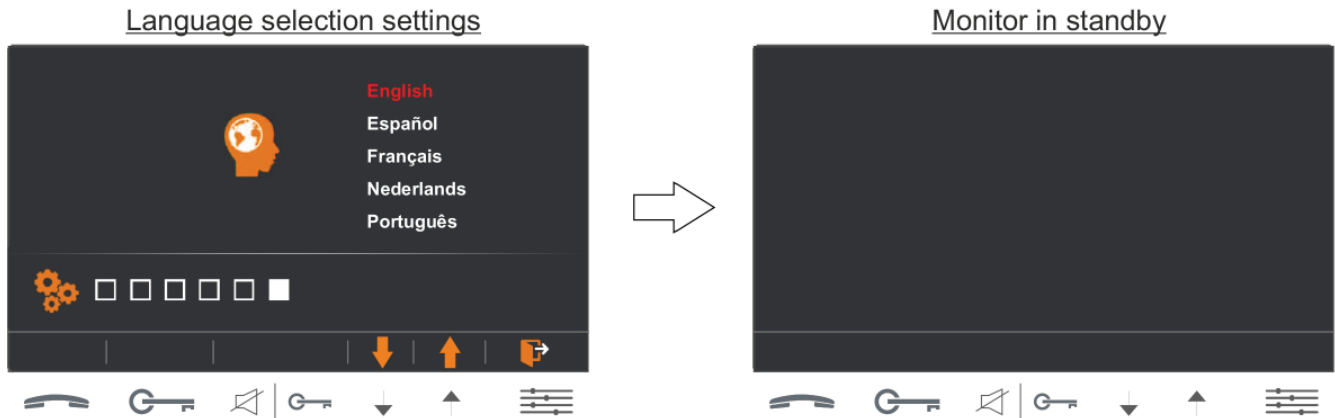 Language selection settings
Monitor in standby
English
Español
Français
Nederlands
Português